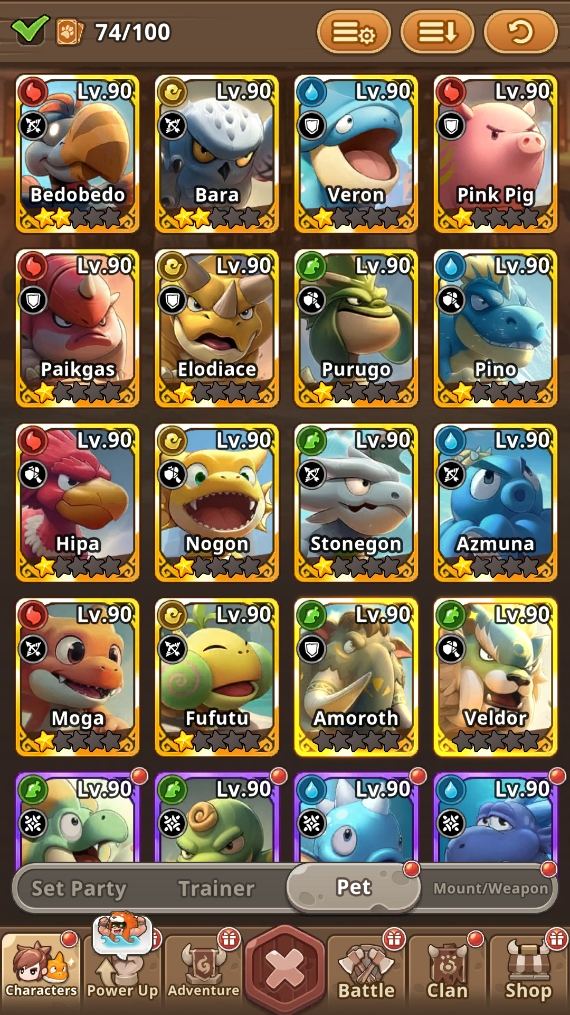 74/100
Lv.90 Lv.90 Lv.90 Lv.90
Bedobedo Bara Veron Pink Pig
Lv.90 Lv.90 Lv.90 Lv.90
Paikgas Elodiace Purugo Pino
Lv.90 Lv.90 Lv.90 Lv.90
Hipa Nogon Stonegon Azmuna
Lv.90 Lv.90 Lv.90 Lv.90
Moga Fufutu Amoroth Veldor
Lv.90 Lv.90 Lv.90 Lv.90
Set Party Trainer Pet Mount/Weapon
Characters Power Up Adventure Battle Clan Shop